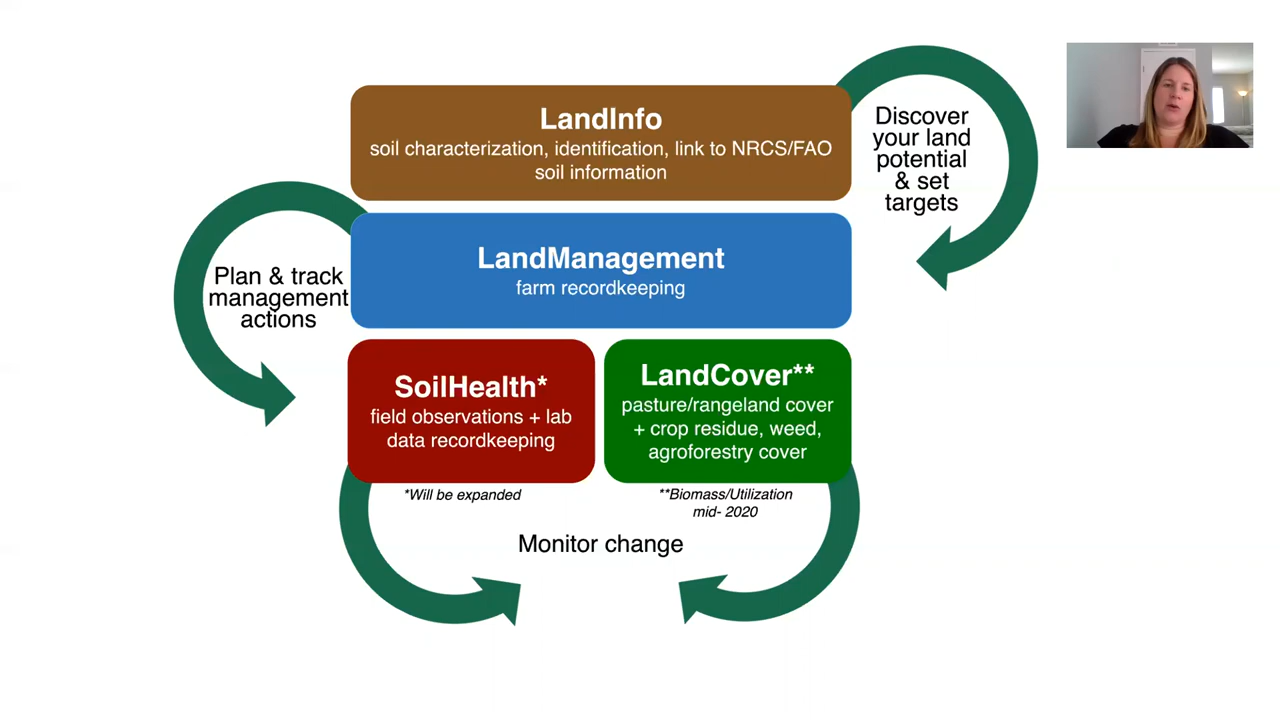 LandInfo
soil characterization, identification, link to NRCS/FAO
soil information
Discover
your land
potential
& set
targets
LandManagement
farm recordkeeping
Plan & track
management
actions
SoilHealth*
field observations + lab
data recordkeeping
*Will be expanded
LandCover**
pasture/rangeland cover
+ crop residue, weed,
agroforestry cover
**Biomass/Utilization
mid- 2020
Monitor change